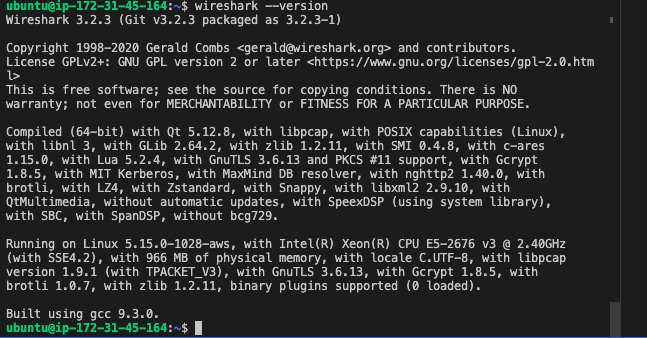 ubuntu@ip-172-31-45-164:~$ wireshark --version
Wireshark 3.2.3 (Git v3.2.3 packaged as 3.2.3-1)
Copyright 1998-2020 Gerald Combs <gerald@wireshark.org> and contributors.
License GPLv2+: GNU GPL version 2 or later <https://www.gnu.org/licenses/gpl-2.0.htm
l>
This is free software; see the source for copying conditions. There is NO
warranty; not even for MERCHANTABILITY or FITNESS FOR A PARTICULAR PURPOSE.
Compiled (64-bit) with Qt 5.12.8, with libpcap, with POSIX capabilities (Linux),
with libnl 3, with GLib 2.64.2, with zlib 1.2.11, with SMI 0.4.8, with c-ares
1.15.0, with Lua 5.2.4, with GnuTLS 3.6.13 and PKCS #11 support, with Gcrypt
1.8.5, with MIT Kerberos, with MaxMind DB resolver, with nghttp2 1.40.0, with
brotli, with LZ4, with Zstandard, with Snappy, with libxml2 2.9.10, with
QtMultimedia, without automatic updates, with SpeexDSP (using system library),
with SBC, with SpanDSP, without bcg729.
Running on Linux 5.15.0-1028-aws, with Intel(R) Xeon(R) CPU E5-2676 v3 @ 2.40GHz
(with SSE4.2), with 966 MB of physical memory, with locale C.UTF-8, with libpcap
version 1.9.1 (with TPACKET_V3), with GnuTLS 3.6.13, with Gcrypt 1.8.5, with
brotli 1.0.7, with zlib 1.2.11, binary plugins supported (0 loaded).
Built using gcc 9.3.0.
ubuntu@ip-172-31-45-164:~$